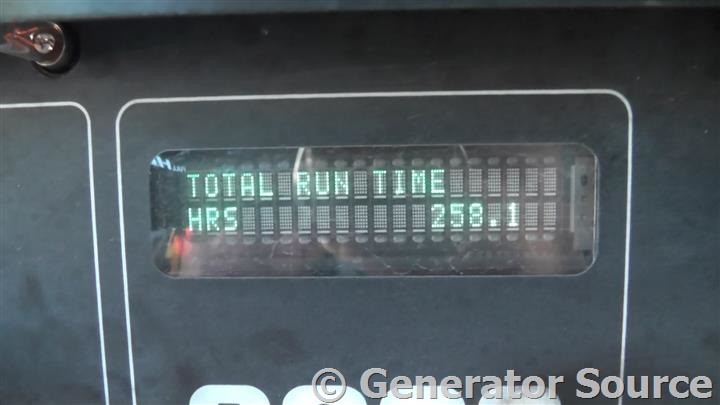 TOTAL RUN TIME
HRS 258.1
© Generator Source